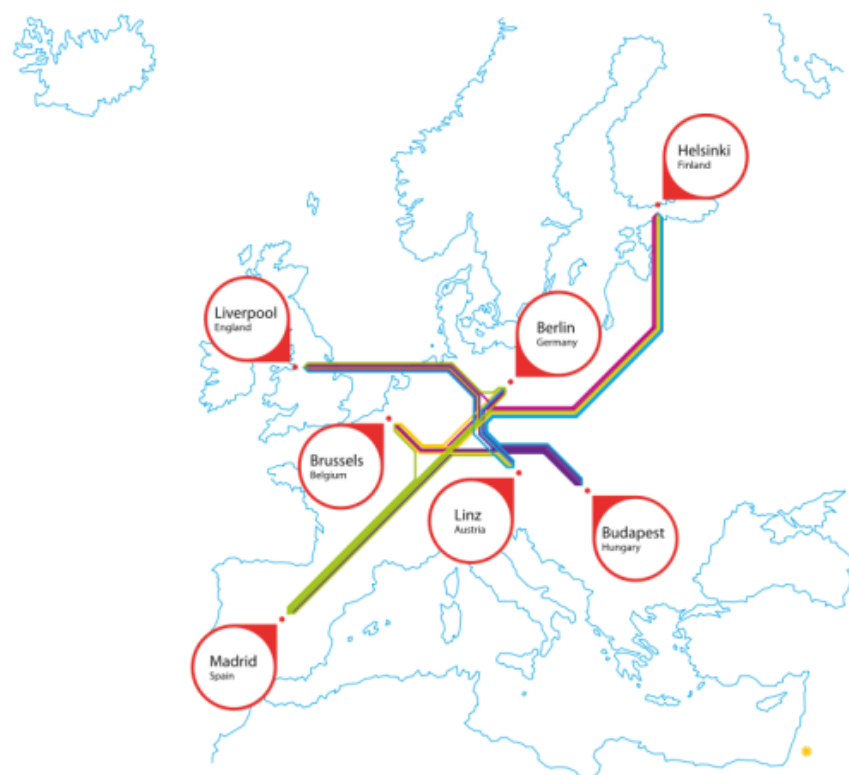 Helsinki
Finland
Liverpool
England
Berlin
Germany
Brussels
Belgium
Linz
Austria
Budapest
Hungary
Madrid
Spain